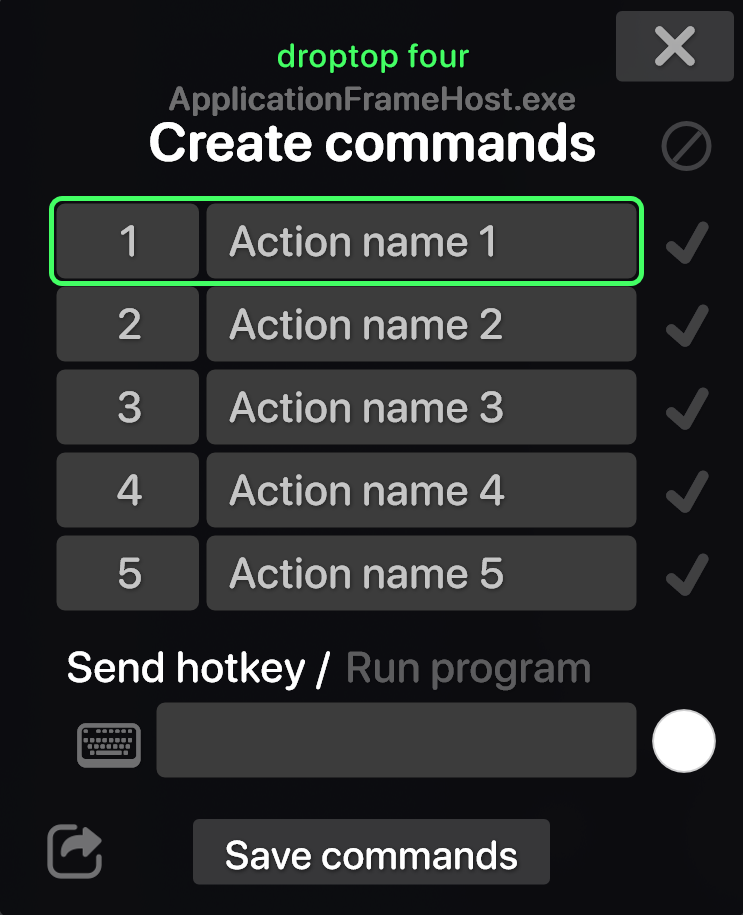 droptop four
ApplicationFrameHost.exe
Create commands
1 Action name 1
2 Action name 2
3 Action name 3
4 Action name 4
5 Action name 5
Send hotkey / Run program
Save commands